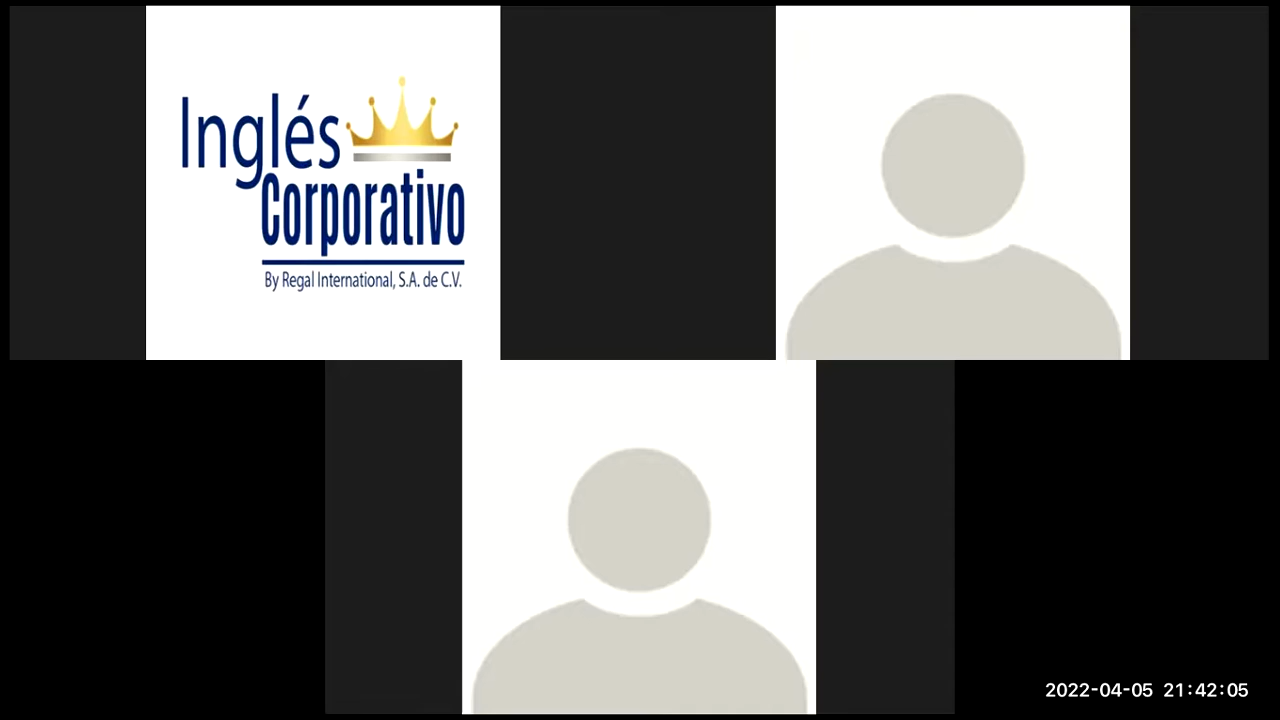 Inglés
Corporativo
By Regal International, S.A. de C.V.
2022-04-05 21:42:05